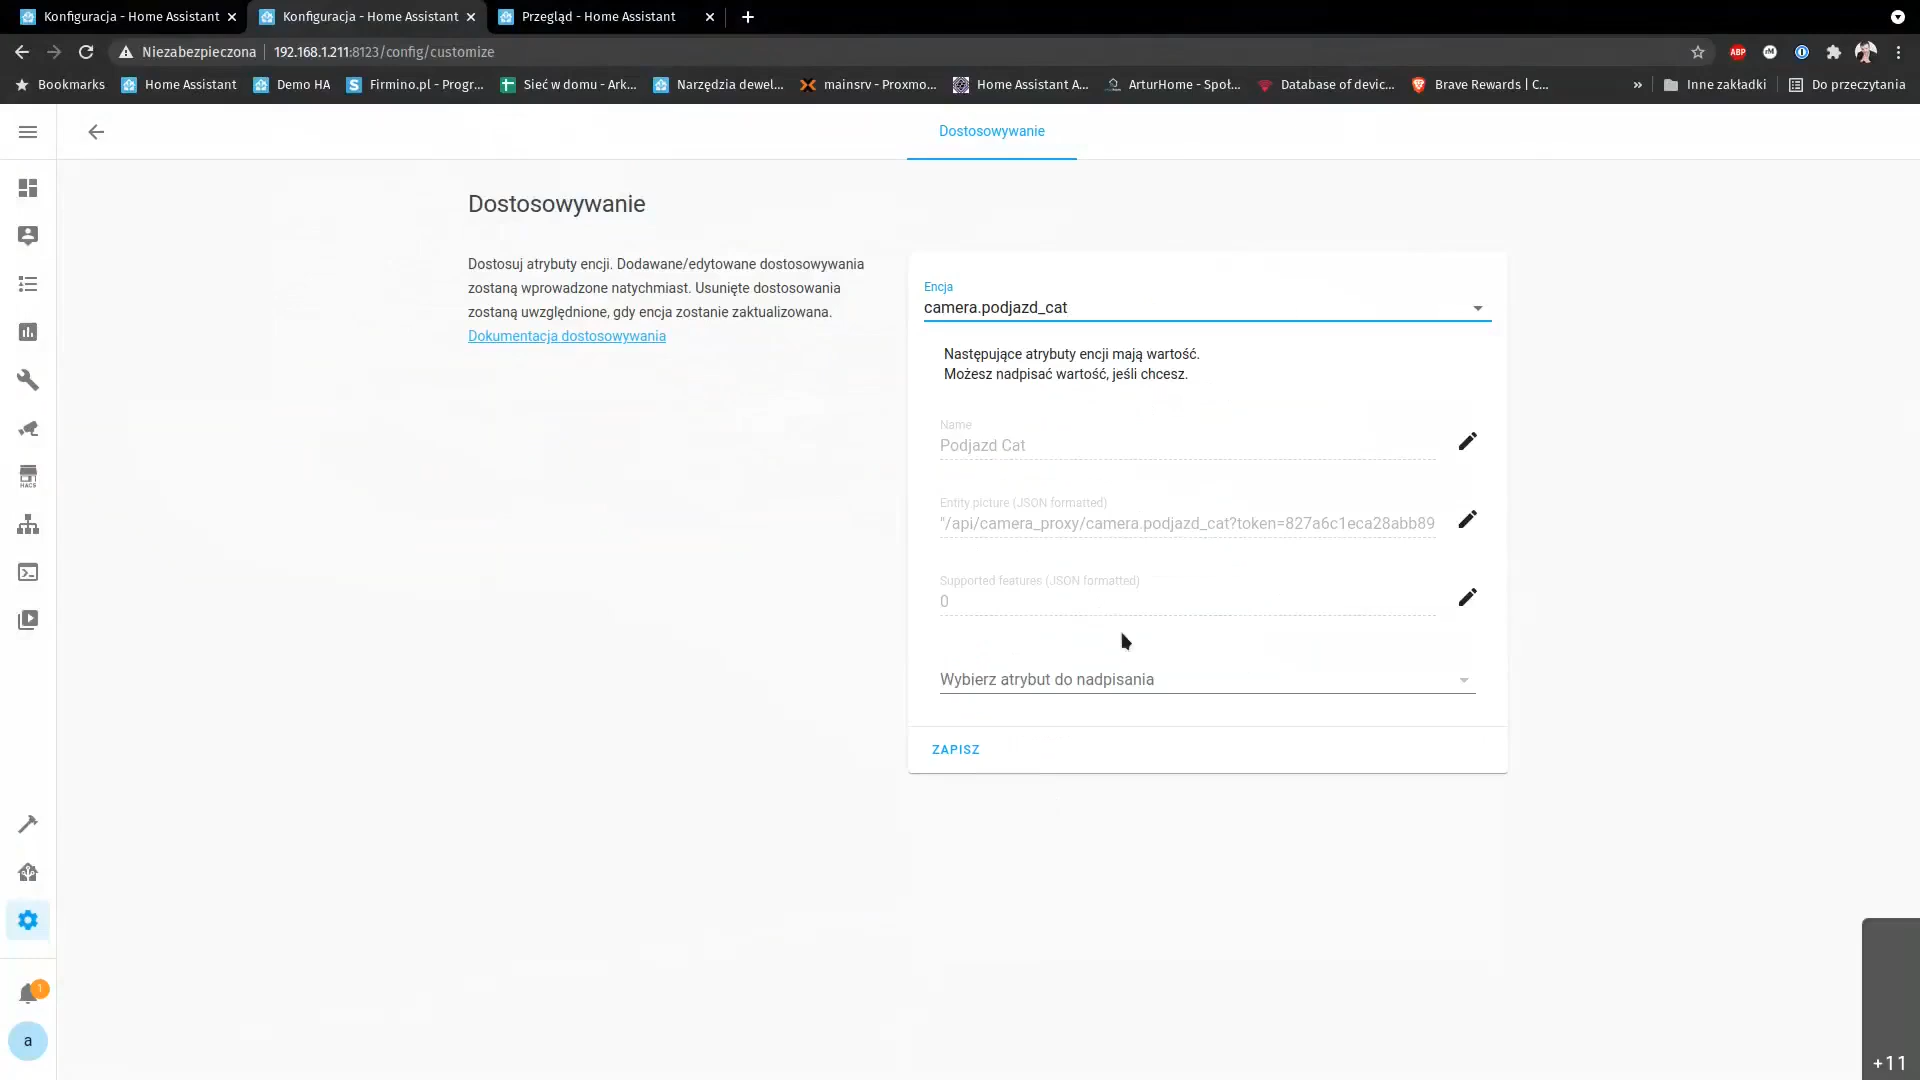 Konfiguracja - Home Assistant
Konfiguracja - Home Assistant
Przegląd - Home Assistant
Niezabezpieczona
192.168.1.211:8123/config/customize
ABP
Bookmarks
Home Assistant
Demo HA
Firmino.pl - Progr...
Sieć w domu - Ark...
Narzędzia dewel...
mainsrv - Proxmo...
Home Assistant A...
ArturHome - Społ...
Database of devic...
Brave Rewards | C...
»
Inne zakładki
Do przeczytania
Dostosowywanie
Dostosowywanie
Dostosuj atrybuty encji. Dodawane/edytowane dostosowywania
zostaną wprowadzone natychmiast. Usunięte dostosowania
zostaną uwzględnione, gdy encja zostanie zaktualizowana.
Dokumentacja dostosowywania
Encja
camera.podjazd_cat
Następujące atrybuty encji mają wartość.
Możesz nadpisać wartość, jeśli chcesz.
Name
Podjazd Cat
Entity picture (JSON formatted)
"/api/camera_proxy/camera.podjazd_cat?token=827a6c1eca28abb89
Supported features (JSON formatted)
0
Wybierz atrybut do nadpisania
ZAPISZ
HACS
1
a
+11